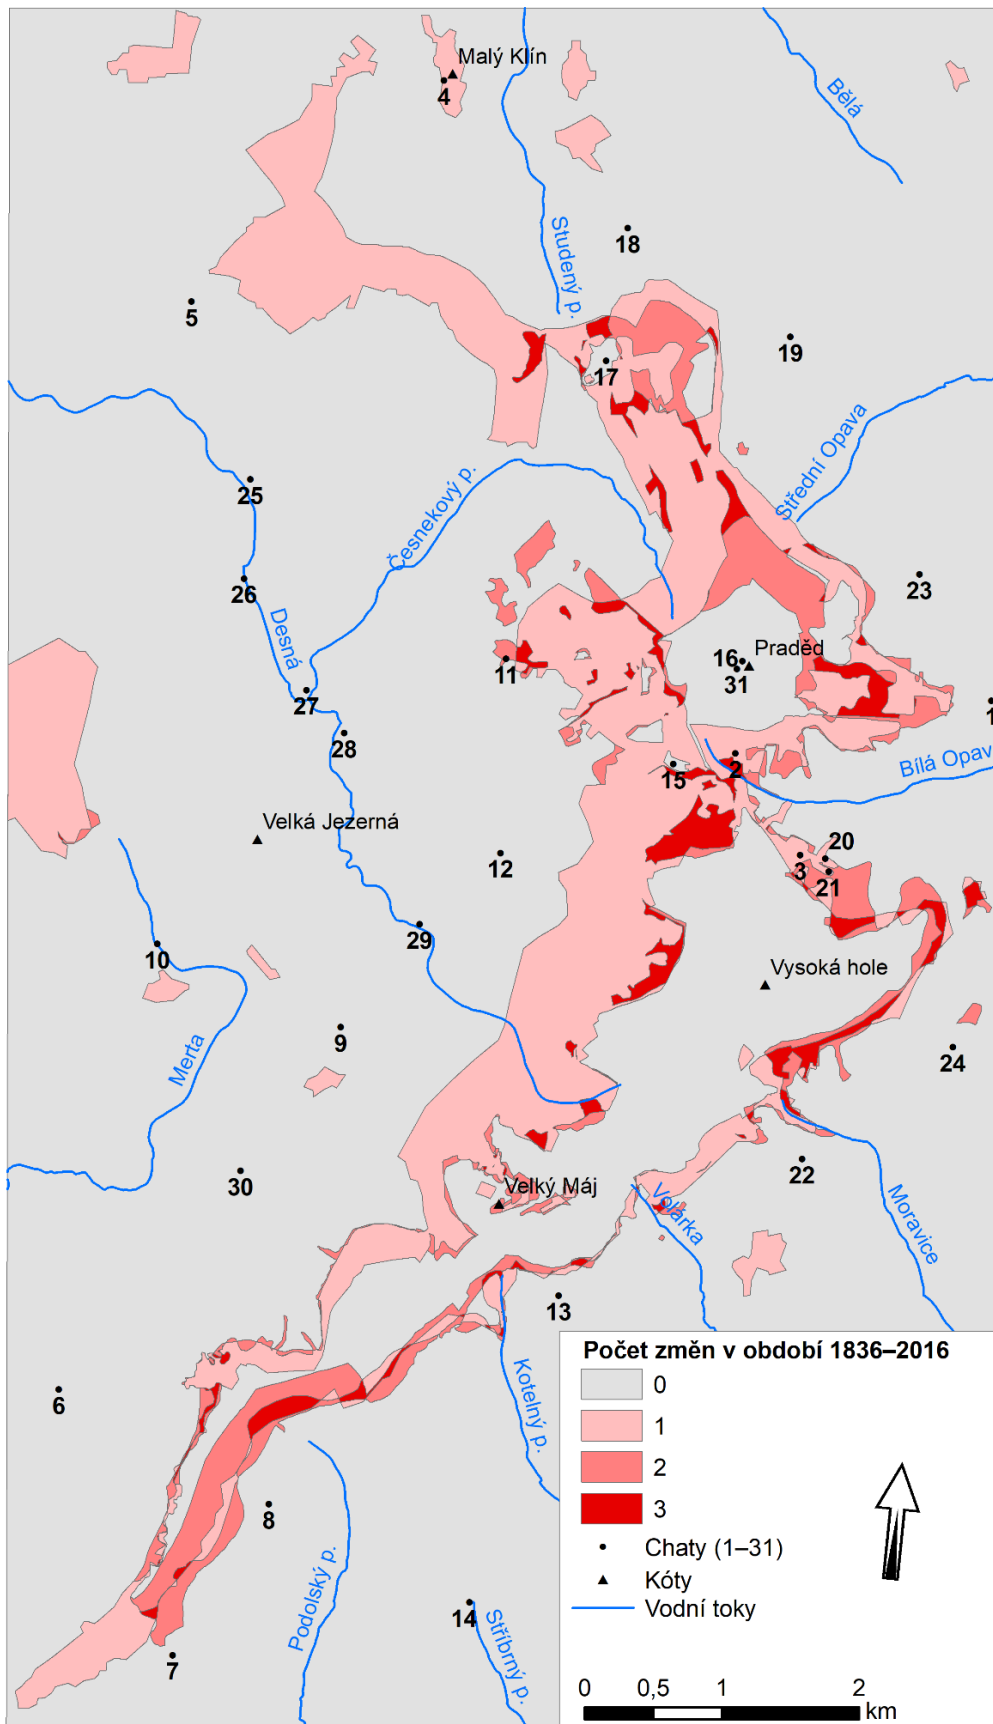 Malý Klín
4
Bělá
Studený p.
18
5
19
17
Střední Opava
25
Česnekový p.
26
23
Desná
Praděd
16
31
11
27
1
28
2
Bílá Opav
15
Velká Jezerná
20
12
3
21
29
10
Vysoká hole
9
24
Merta
30
22
Velký Máj
Volárka
Moravice
13
Počet změn v období 1836–2016
0
6
Kotelný p.
1
2
3
8
Chaty (1–31)
Kóty
Vodní toky
Podolský p.
14
Stříbrný p.
7
0 0,5 1 2
km